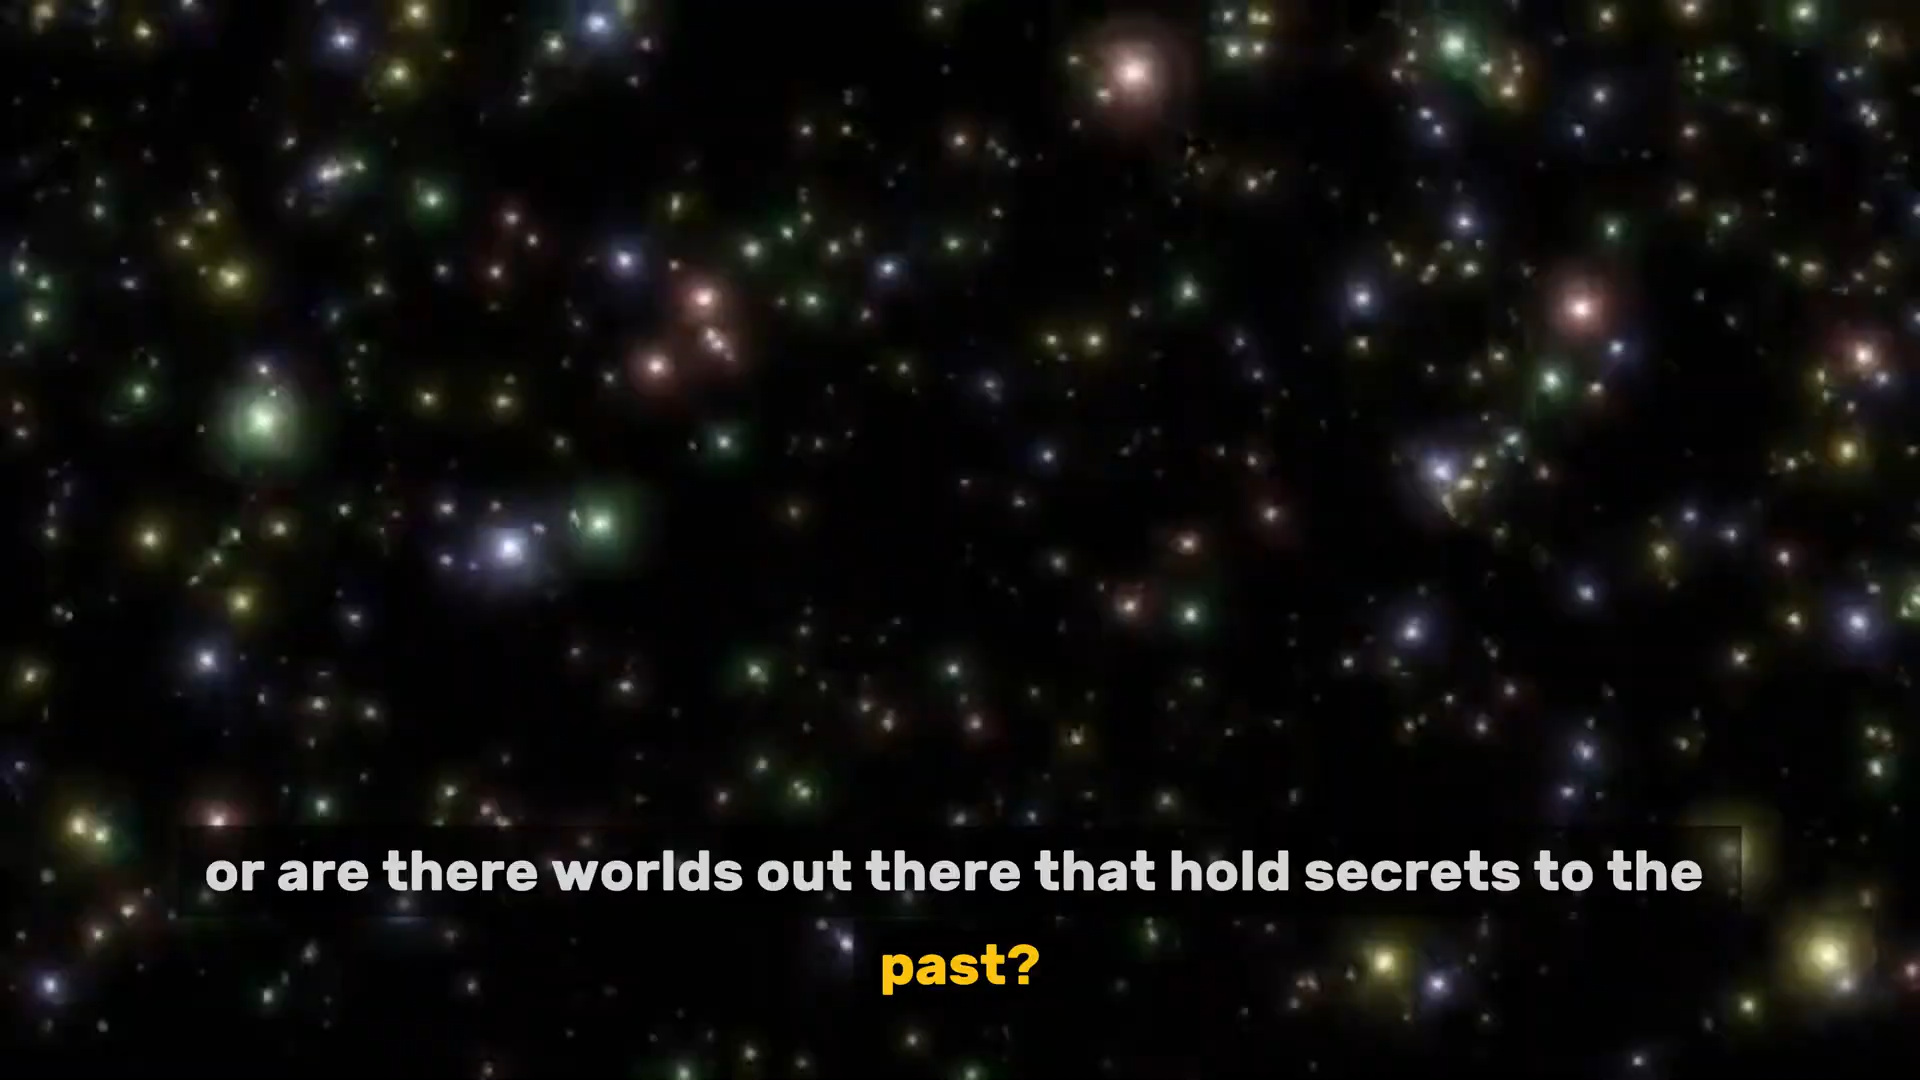 or are there worlds out there that hold secrets to the
past?